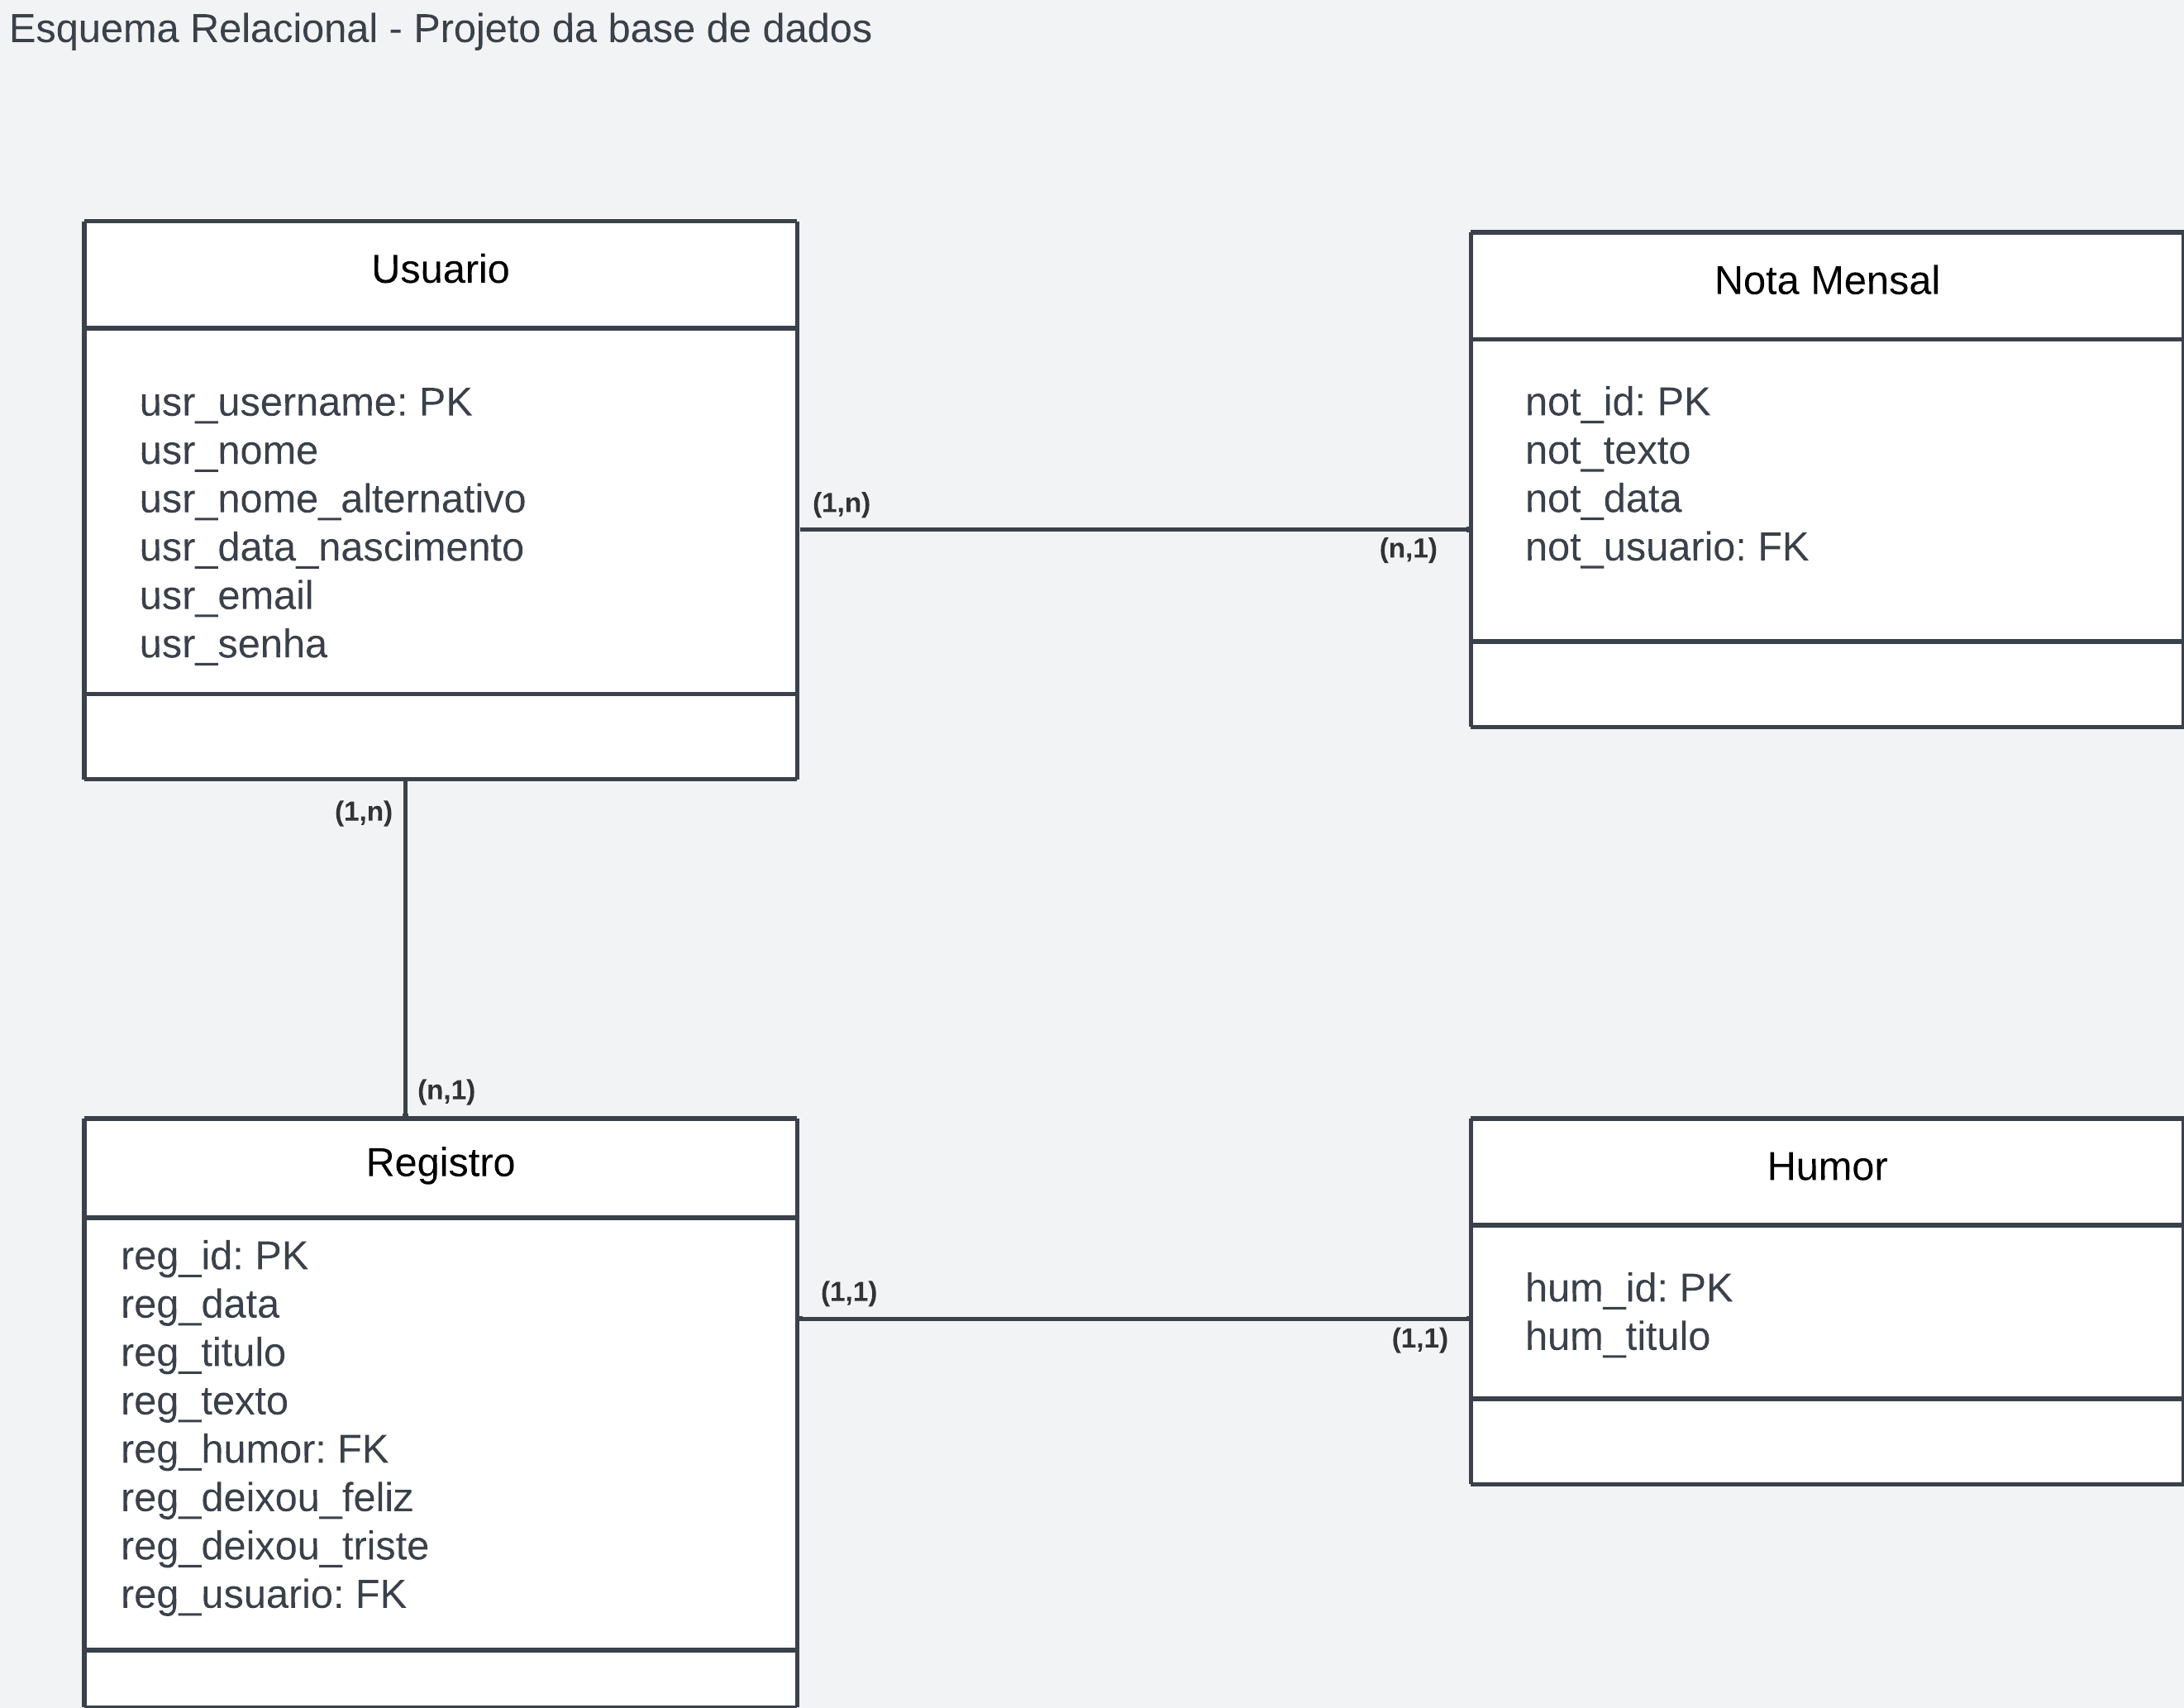 Esquema Relacional - Projeto da base de dados
Usuario
usr_username: PK
usr_nome
usr_nome_alternativo
usr_data_nascimento
usr_email
usr_senha
(1,n)
(n,1)
Nota Mensal
not_id: PK
not_texto
not_data
not_usuario: FK
(1,n)
(n,1)
Registro
reg_id: PK
reg_data
reg_titulo
reg_texto
reg_humor: FK
reg_deixou_feliz
reg_deixou_triste
reg_usuario: FK
(1,1)
(1,1)
Humor
hum_id: PK
hum_titulo